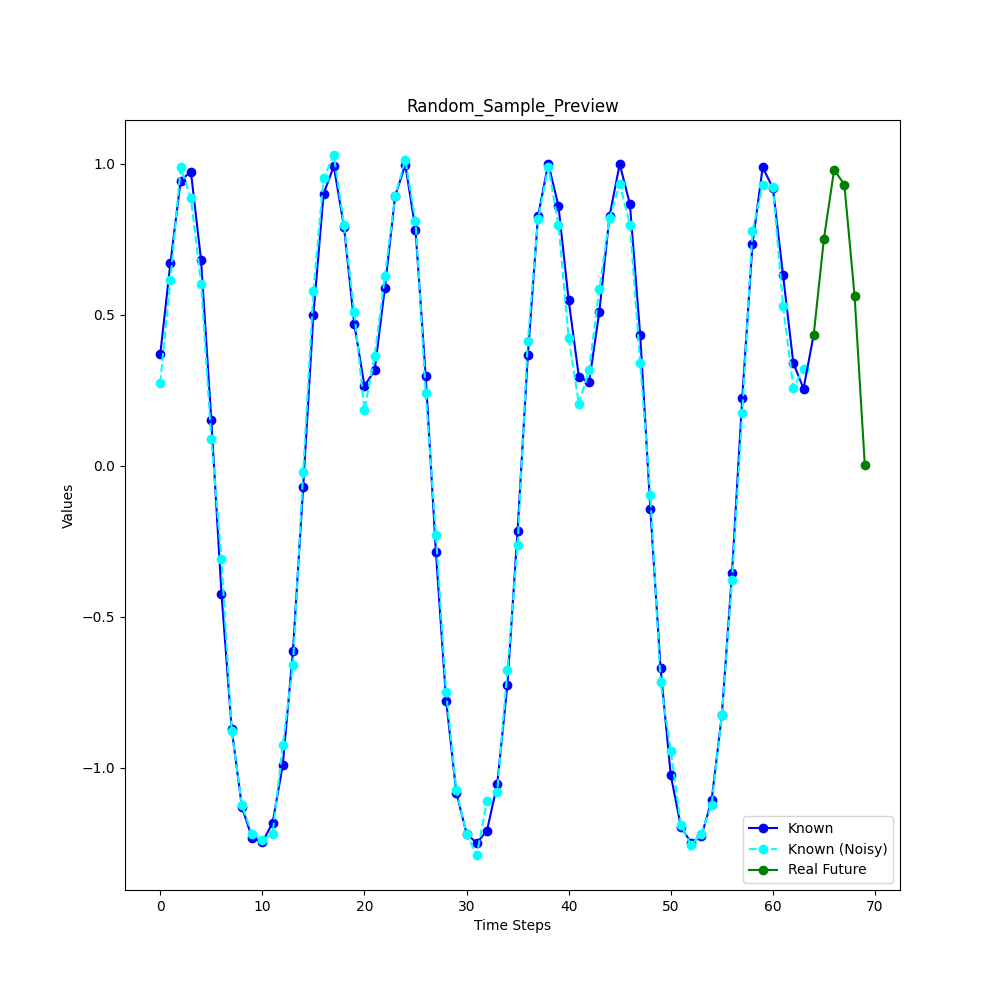 Random_Sample_Preview
1.0
0.5
0.0
−0.5
−1.0
Values
0 10 20 30 40 50 60 70
Time Steps
Known
Known (Noisy)
Real Future